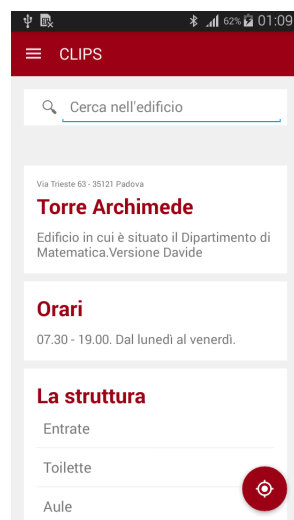 62% 01:09
CLIPS
Cerca nell'edificio
Via Trieste 63 - 35121 Padova
Torre Archimede
Edificio in cui è situato il Dipartimento di
Matematica.Versione Davide
Orari
07.30 - 19.00. Dal lunedì al venerdì.
La struttura
Entrate
Toilette
Aule